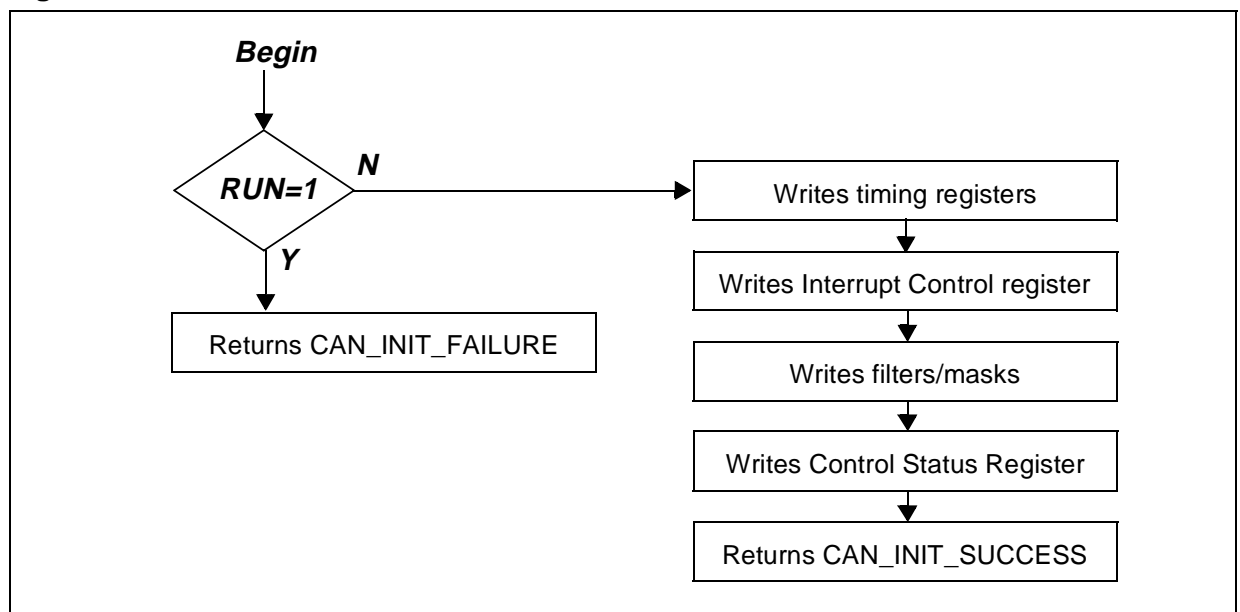 Begin
RUN=1
N
Y
Returns CAN_INIT_FAILURE
Writes timing registers
Writes Interrupt Control register
Writes filters/masks
Writes Control Status Register
Returns CAN_INIT_SUCCESS